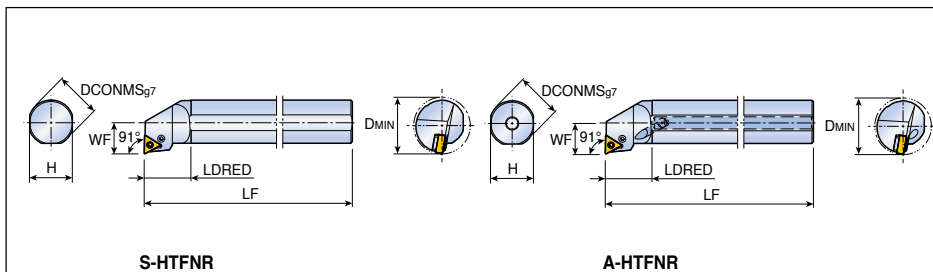 DCONMSg7
WF
91°
H
LDRED
LF
DMIN
S-HTFNR
DCONMSg7
WF
91°
H
LDRED
LF
DMIN
A-HTFNR